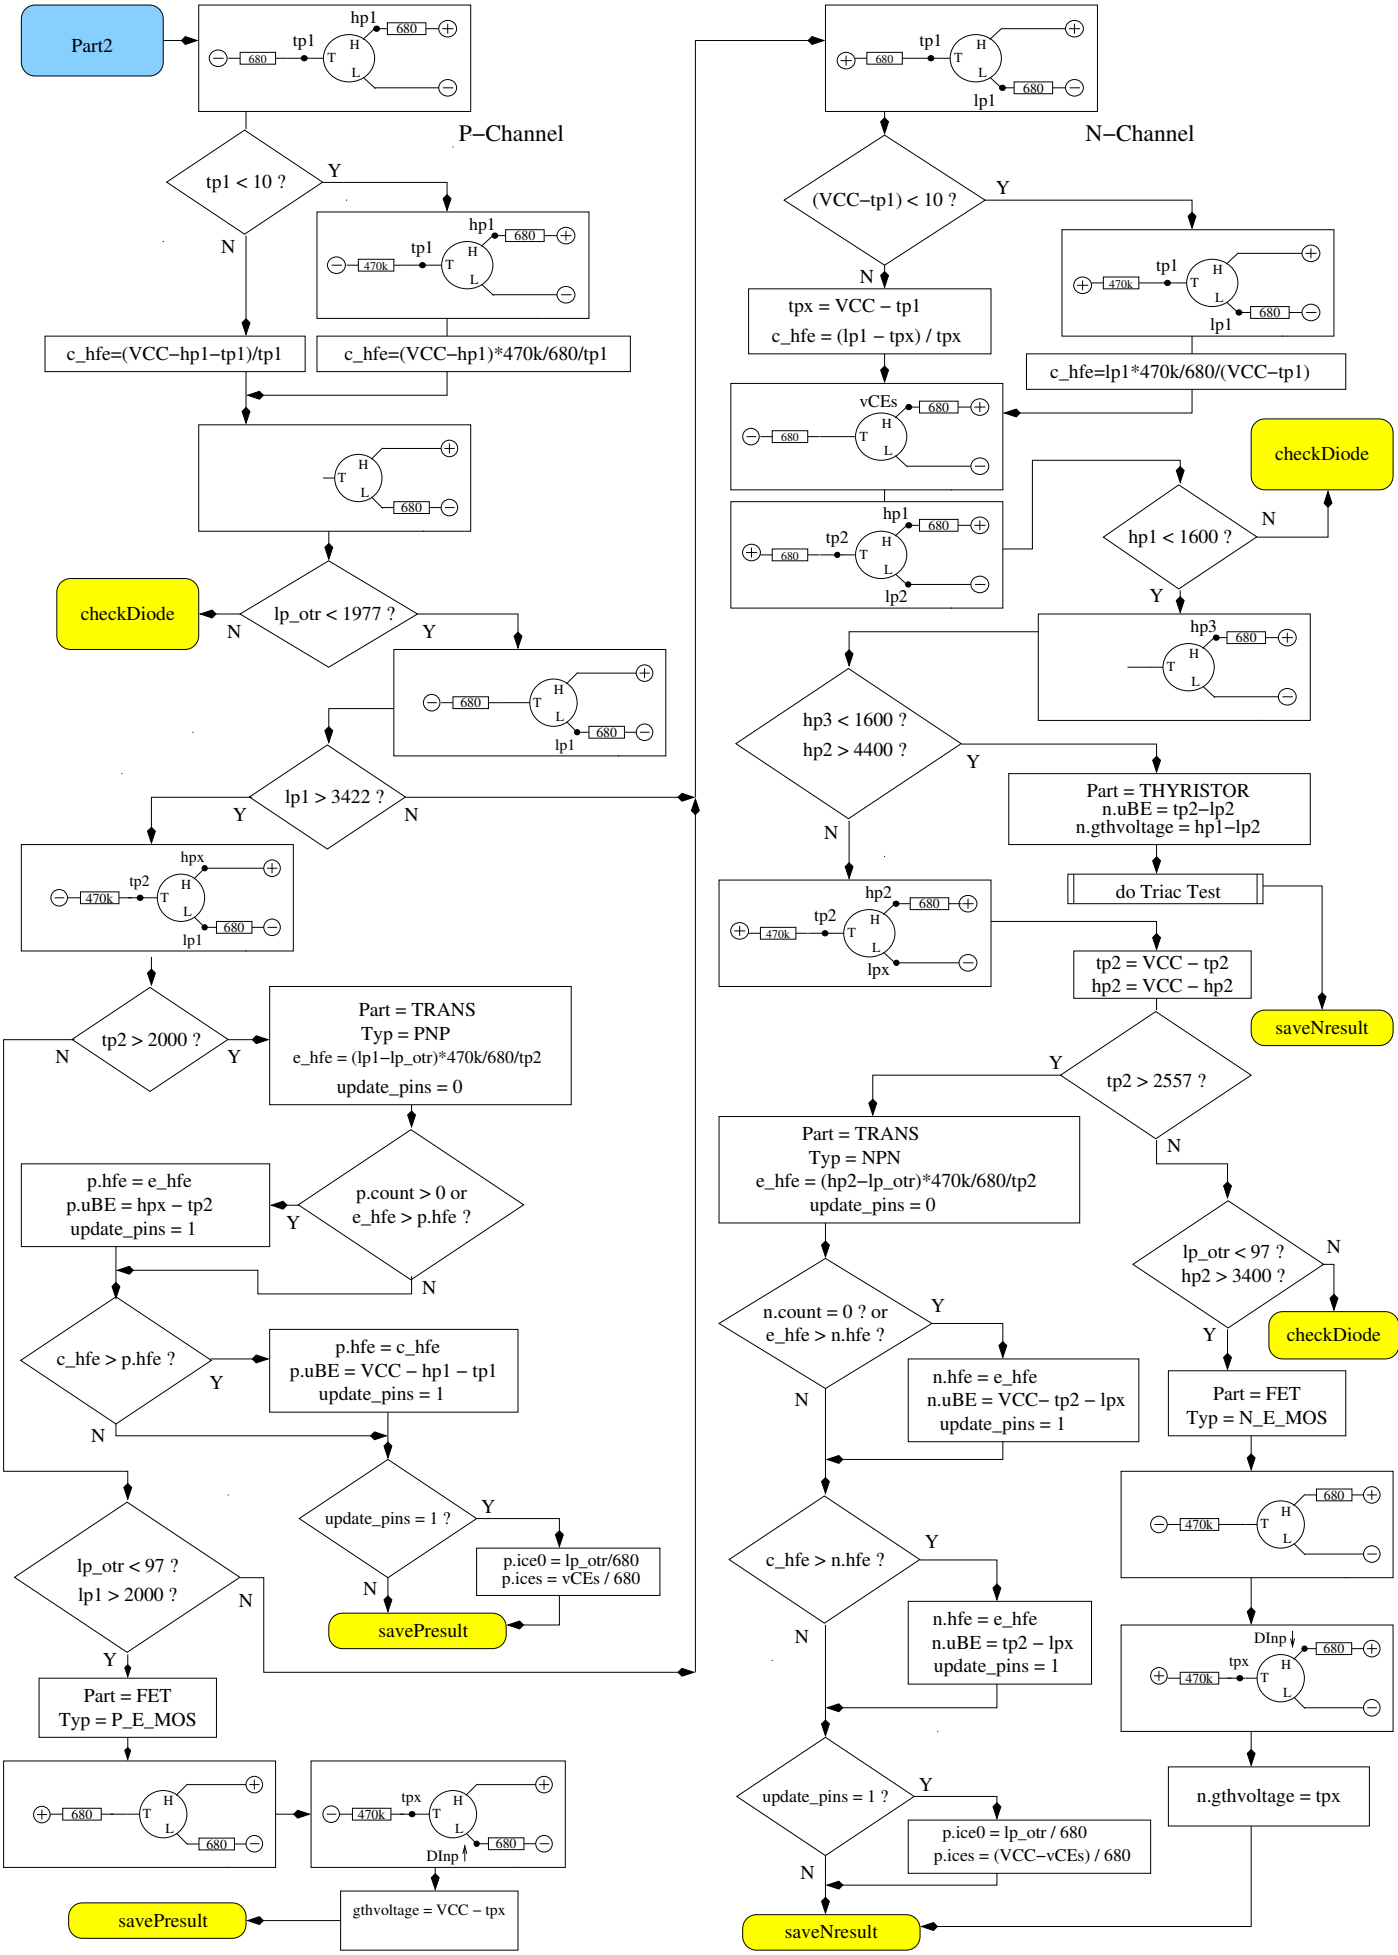 Part2
hp1
680
+
tp1
H
−
680
T
L
−
P−Channel
tp1 < 10 ?
Y
N
hp1
680
+
tp1
H
−
470k
T
L
−
c_hfe=(VCC−hp1−tp1)/tp1
c_hfe=(VCC−hp1)*470k/680/tp1
+
H
T
L
680
−
checkDiode
lp_otr < 1977 ?
N
Y
+
H
−
680
T
L
680
−
lp1
lp1 > 3422 ?
Y
N
hpx
+
tp2
H
−
470k
T
L
680
−
lp1
tp2 > 2000 ?
N
Y
Part = TRANS
Typ = PNP
e_hfe = (lp1−lp_otr)*470k/680/tp2
update_pins = 0
p.count > 0 or
e_hfe > p.hfe ?
Y
N
p.hfe = e_hfe
p.uBE = hpx − tp2
update_pins = 1
c_hfe > p.hfe ?
Y
N
p.hfe = c_hfe
p.uBE = VCC − hp1 − tp1
update_pins = 1
update_pins = 1 ?
Y
N
p.ice0 = lp_otr/680
p.ices = vCEs / 680
savePresult
lp_otr < 97 ?
lp1 > 2000 ?
N
Y
Part = FET
Typ = P_E_MOS
+
H
+
680
T
L
680
−
+
tpx
H
−
470k
T
L
680
−
DInp
gthvoltage = VCC − tpx
savePresult
+
tp1
H
+
680
T
L
680
−
lp1
N−Channel
(VCC−tp1) < 10 ?
Y
N
+
tp1
H
+
470k
T
L
680
−
lp1
tpx = VCC − tp1
c_hfe = (lp1 − tpx) / tpx
c_hfe=lp1*470k/680/(VCC−tp1)
vCEs
680
+
H
−
680
T
L
−
hp1
680
+
tp2
H
+
680
T
L
−
lp2
checkDiode
hp1 < 1600 ?
N
Y
hp3
680
+
H
T
L
−
hp3 < 1600 ?
hp2 > 4400 ?
Y
N
Part = THYRISTOR
n.uBE = tp2−lp2
n.gthvoltage = hp1−lp2
do Triac Test
saveNresult
hp2
680
+
tp2
H
+
470k
T
L
−
lpx
tp2 = VCC − tp2
hp2 = VCC − hp2
tp2 > 2557 ?
Y
N
Part = TRANS
Typ = NPN
e_hfe = (hp2−lp_otr)*470k/680/tp2
update_pins = 0
lp_otr < 97 ?
hp2 > 3400 ?
N
Y
checkDiode
n.count = 0 ? or
e_hfe > n.hfe ?
Y
N
n.hfe = e_hfe
n.uBE = VCC− tp2 − lpx
update_pins = 1
Part = FET
Typ = N_E_MOS
680
+
H
−
470k
T
L
−
c_hfe > n.hfe ?
Y
N
n.hfe = e_hfe
n.uBE = tp2 − lpx
update_pins = 1
DInp
680
+
tpx
H
+
470k
T
L
−
n.gthvoltage = tpx
update_pins = 1 ?
Y
N
p.ice0 = lp_otr / 680
p.ices = (VCC−vCEs) / 680
saveNresult